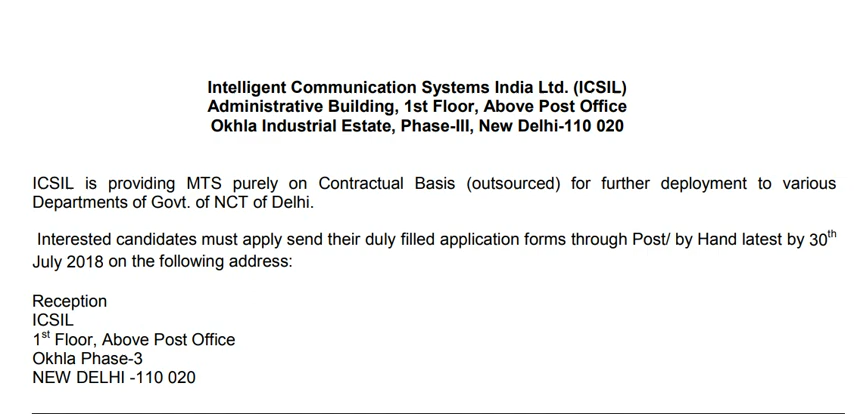 Intelligent Communication Systems India Ltd. (ICSIL)
Administrative Building, 1st Floor, Above Post Office
Okhla Industrial Estate, Phase-III, New Delhi-110 020
ICSIL is providing MTS purely on Contractual Basis (outsourced) for further deployment to various
Departments of Govt. of NCT of Delhi.
Interested candidates must apply send their duly filled application forms through Post/ by Hand latest by 30th
July 2018 on the following address:
Reception
ICSIL
1st Floor, Above Post Office
Okhla Phase-3
NEW DELHI -110 020